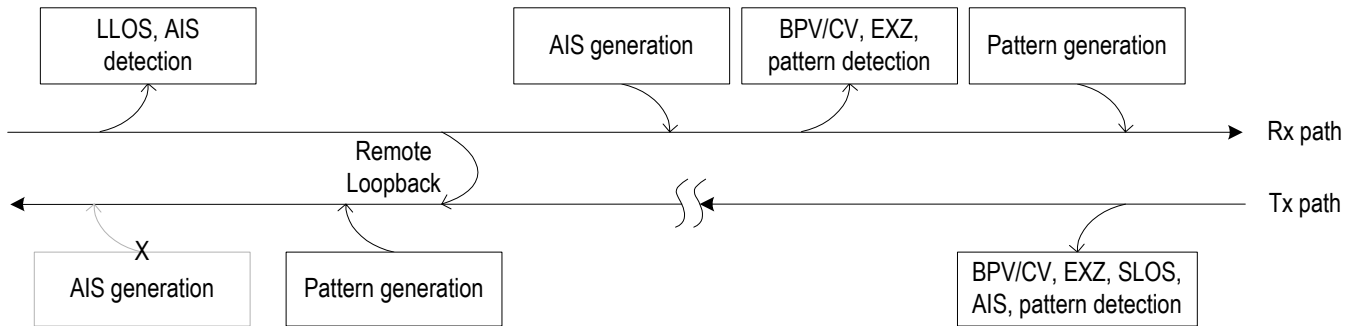 LLOS, AIS
detection
AIS generation
BPV/CV, EXZ,
pattern detection
Pattern generation
Rx path
Remote
Loopback
Tx path
X
AIS generation
Pattern generation
BPV/CV, EXZ, SLOS,
AIS, pattern detection